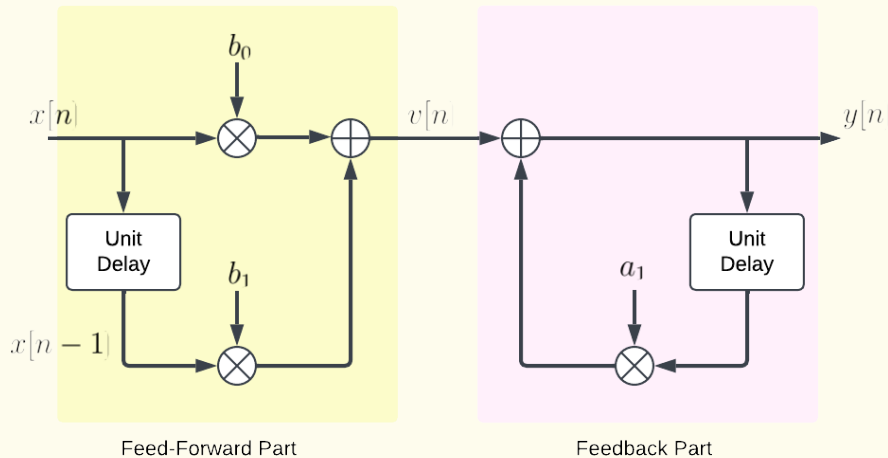 b₀
x[n]
v[n]
y[n
Unit
Delay
Unit
Delay
b₁
a₁
x[n − 1]
Feed-Forward Part
Feedback Part